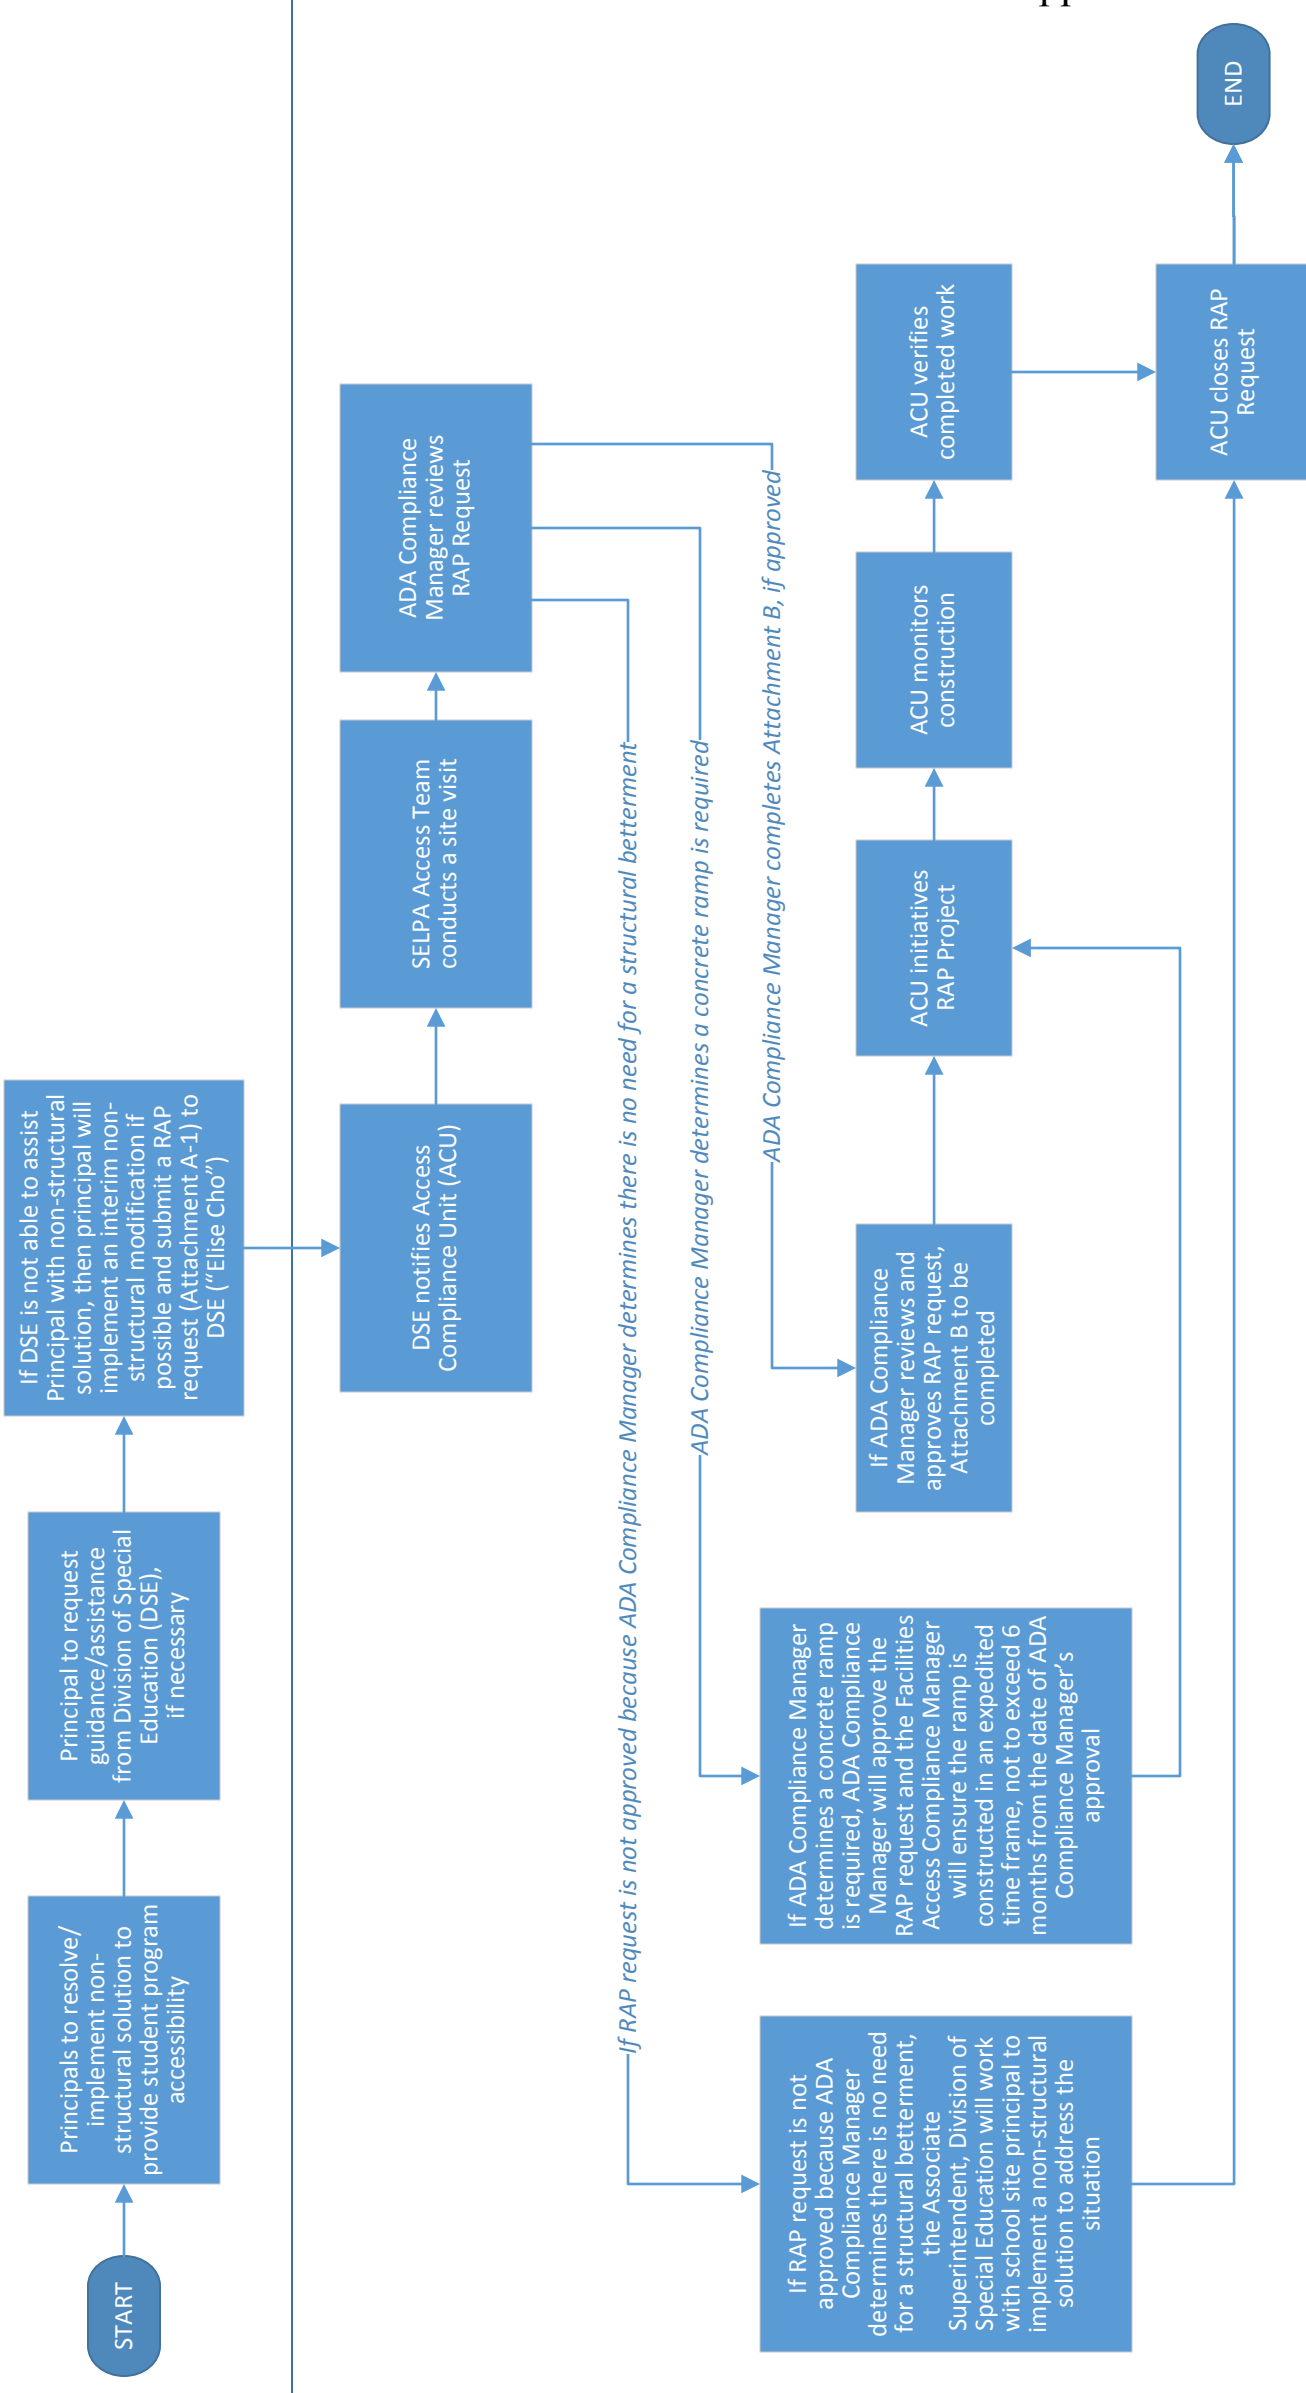 START
Principals to resolve/
implement non-
structural solution to
provide student program
accessibility
Principal to request
guidance/assistance
from Division of Special
Education (DSE),
if necessary
If DSE is not able to assist
Principal with non-structural
solution, then principal will
implement an interim non-
structural modification if
possible and submit a RAP
request (Attachment A-1) to
DSE (“Elise Cho”)
DSE notifies Access
Compliance Unit (ACU)
SELPA Access Team
conducts a site visit
ADA Compliance
Manager reviews
RAP Request
If RAP request is not approved because ADA Compliance Manager determines there is no need for a structural betterment
ADA Compliance Manager determines a concrete ramp is required
ADA Compliance Manager completes Attachment B, if approved
If RAP request is not
approved because ADA
Compliance Manager
determines there is no need
for a structural betterment,
the Associate
Superintendent, Division of
Special Education will work
with school site principal to
implement a non-structural
solution to address the
situation
If ADA Compliance Manager
determines a concrete ramp
is required, ADA Compliance
Manager will approve the
RAP request and the Facilities
Access Compliance Manager
will ensure the ramp is
constructed in an expedited
time frame, not to exceed 6
months from the date of ADA
Compliance Manager’s
approval
If ADA Compliance
Manager reviews and
approves RAP request,
Attachment B to be
completed
ACU initiatives
RAP Project
ACU monitors
construction
ACU verifies
completed work
ACU closes RAP
Request
END